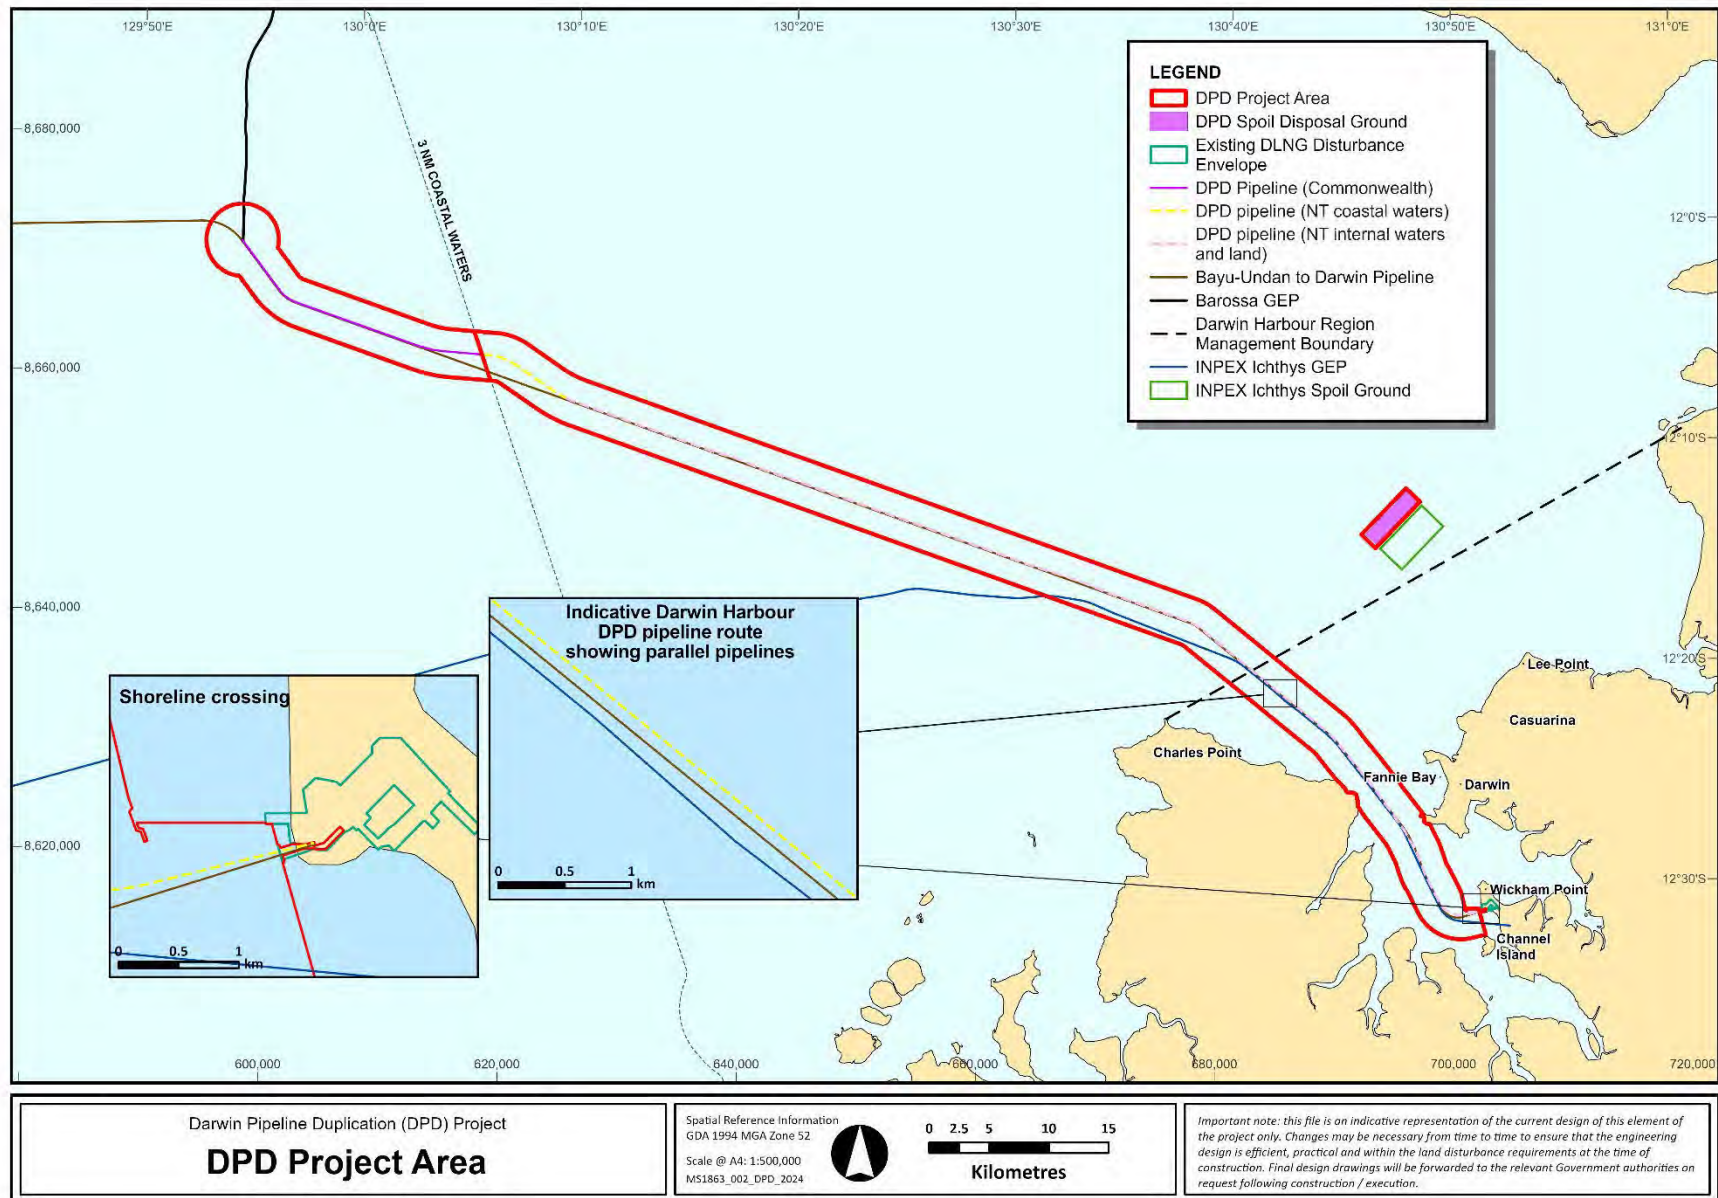 129°50'E
130°0'E
130°10'E
130°20'E
130°30'E
130°40'E
130°50'E
131°0'E
LEGEND
DPD Project Area
DPD Spoil Disposal Ground
Existing DLNG Disturbance
Envelope
DPD Pipeline (Commonwealth)
DPD pipeline (NT coastal waters)
DPD pipeline (NT internal waters
and land)
Bayu-Undan to Darwin Pipeline
Barossa GEP
Darwin Harbour Region
Management Boundary
INPEX Ichthys GEP
INPEX Ichthys Spoil Ground
8,680,000
3 NM COASTAL WATERS
12°0'S
8,660,000
12°10'S
8,640,000
Indicative Darwin Harbour
DPD pipeline route
showing parallel pipelines
0 0.5 1
km
12°20'S
Lee Point
Casuarina
Charles Point
Fannie Bay
Darwin
Shoreline crossing
0 0.5 1
km
8,620,000
12°30'S
Wickham Point
Channel
Island
600,000
620,000
640,000
660,000
680,000
700,000
720,000
Darwin Pipeline Duplication (DPD) Project
DPD Project Area
Spatial Reference Information
GDA 1994 MGA Zone 52
Scale @ A4: 1:500,000
MS1863_002_DPD_2024
0 2.5 5 10 15
Kilometres
Important note: this file is an indicative representation of the current design of this element of
the project only. Changes may be necessary from time to time to ensure that the engineering
design is efficient, practical and within the land disturbance requirements at the time of
construction. Final design drawings will be forwarded to the relevant Government authorities on
request following construction / execution.